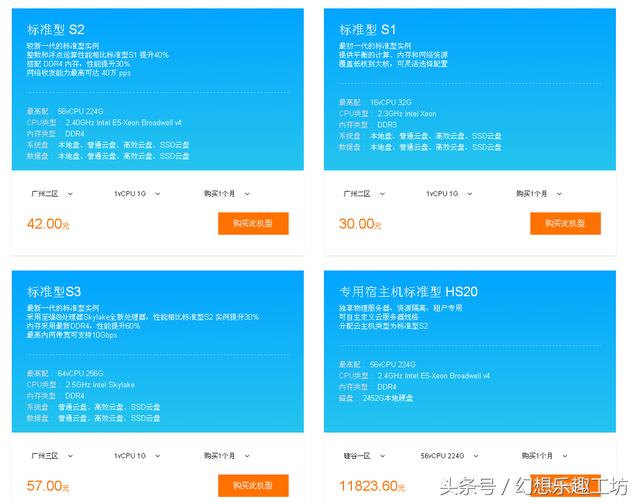 标准型 S2
较新一代的标准型实例
整数和浮点运算性能相比标准型S1 提升40%
搭配 DDR4 内存，性能提升30%
网络收发能力最高可达 40万 pps
最高配： 56vCPU 224G
CPU类型： 2.40GHz Intel E5-Xeon Broadwell v4
内存类型： DDR4
系统盘： 本地盘、普通云盘、高效云盘、SSD云盘
数据盘： 本地盘、普通云盘、高效云盘、SSD云盘
广州二区 1vCPU 1G 购买1个月
42.00元 购买此机型
标准型 S1
最初一代的标准型实例
提供平衡的计算、内存和网络资源
覆盖低核到大核，可灵活选择配置
最高配： 16vCPU 32G
CPU类型： 2.3GHz Intel Xeon
内存类型： DDR3
系统盘： 本地盘、普通云盘、高效云盘、SSD云盘
数据盘： 本地盘、普通云盘、高效云盘、SSD云盘
广州二区 1vCPU 1G 购买1个月
30.00元 购买此机型
标准型S3
最新一代的标准型实例
采用至强®处理器Skylake全新处理器，性能相比标准型S2 实例提升30%
内存采用最新DDR4，性能提升60%
最高内网带宽可支持10Gbps
最高配： 64vCPU 256G
CPU类型： 2.5GHz Intel Skylake
内存类型： DDR4
系统盘： 普通云盘、高效云盘、SSD云盘
数据盘： 普通云盘、高效云盘、SSD云盘
广州三区 1vCPU 1G 购买1个月
57.00元 购买此机型
专用宿主机标准型 HS20
独享物理服务器，资源隔离，租户专用
可自主定义云服务器规格
分配云主机类型为标准型S2
最高配： 56vCPU 224G
CPU类型： 2.4GHz Intel E5-Xeon Broadwell v4
内存类型： DDR4
磁盘： 2452G本地硬盘
硅谷一区 56vCPU 224G 购买1个月
11823.60元
头条号／幻想乐趣工坊